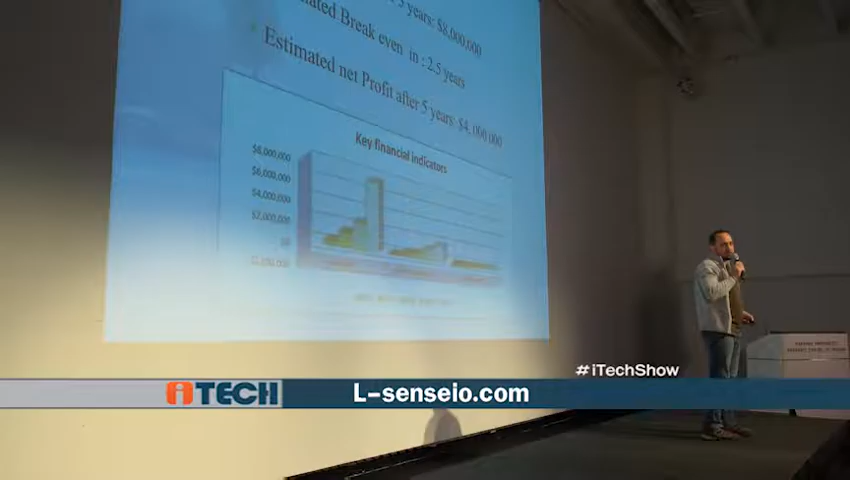 5 years: $8,000,000
Break even in : 2.5 years
Estimated net Profit after 5 years: $4,000,000
Key financial indicators
$8,000,000
$6,000,000
$4,000,000
$2,000,000
$0
#iTechShow
iTECH
L-senseio.com